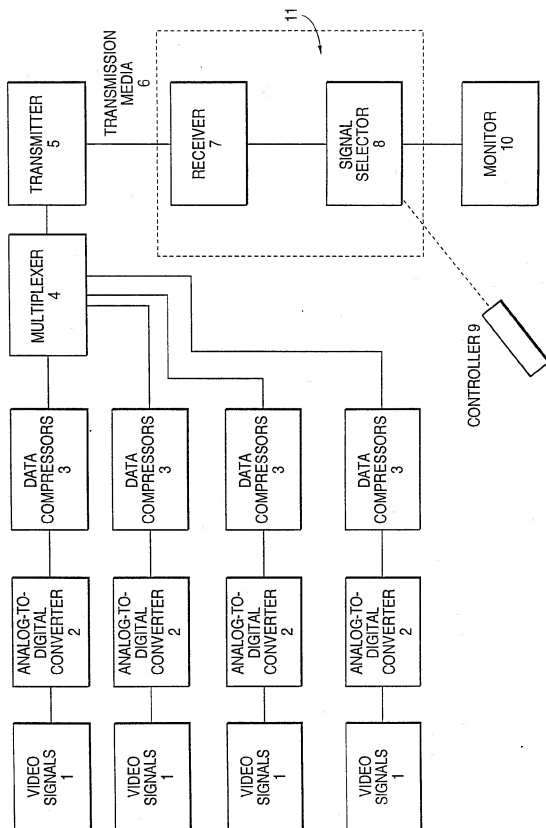 VIDEO
SIGNALS
1
ANALOG-TO-
DIGITAL
CONVERTER
2
DATA
COMPRESSORS
3
MULTIPLEXER
4
TRANSMITTER
5
VIDEO
SIGNALS
1
ANALOG-TO-
DIGITAL
CONVERTER
2
DATA
COMPRESSORS
3
VIDEO
SIGNALS
1
ANALOG-TO-
DIGITAL
CONVERTER
2
DATA
COMPRESSORS
3
VIDEO
SIGNALS
1
ANALOG-TO-
DIGITAL
CONVERTER
2
DATA
COMPRESSORS
3
TRANSMISSION
MEDIA
6
RECEIVER
7
11
SIGNAL
SELECTOR
8
CONTROLLER 9
MONITOR
10